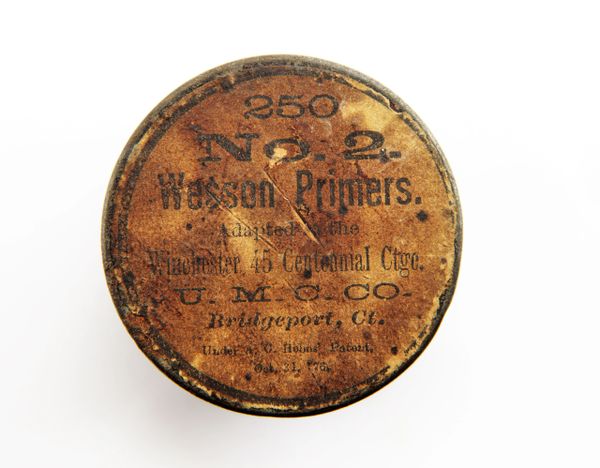 250
No. 2.
Wesson Primers.
Adapted to the
Winchester 45 Centennial Ctge.
U. M. C. CO.
Bridgeport, Ct.
Under C. Hobbs' Patent,
Oct. 31, '76.